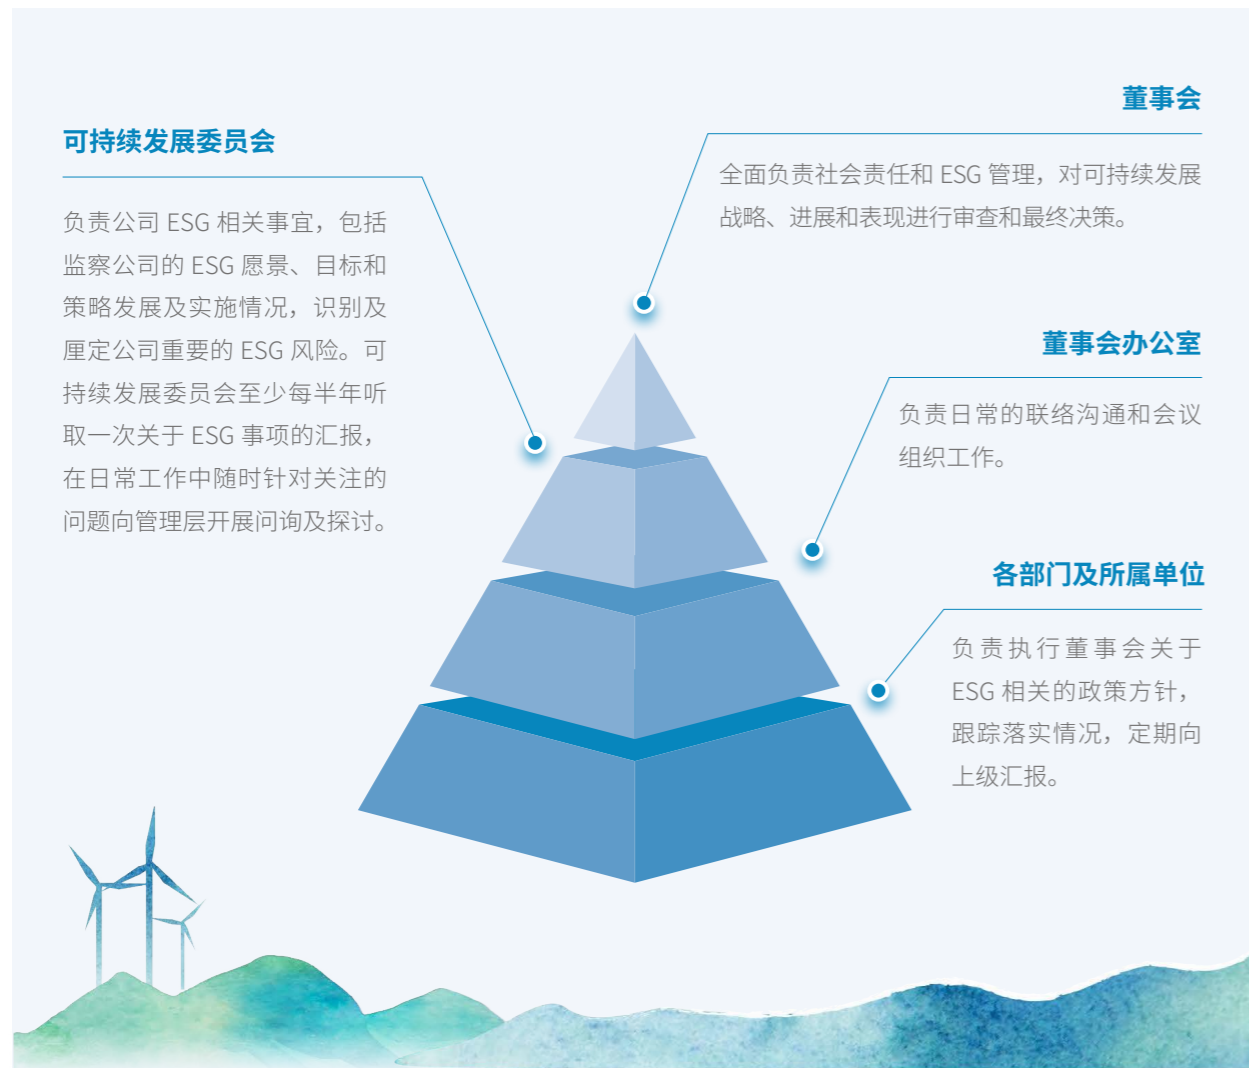 可持续发展委员会
负责公司 ESG 相关事宜，包括
监察公司的 ESG 愿景、目标和
策略发展及实施情况，识别及
厘定公司重要的 ESG 风险。可
持续发展委员会至少每半年听
取一次关于 ESG 事项的汇报，
在日常工作中随时针对关注的
问题向管理层开展问询及探讨。
董事会
全面负责社会责任和 ESG 管理，对可持续发展
战略、进展和表现进行审查和最终决策。
董事会办公室
负责日常的联络沟通和会议
组织工作。
各部门及所属单位
负责执行董事会关于
ESG 相关的政策方针，
跟踪落实情况，定期向
上级汇报。